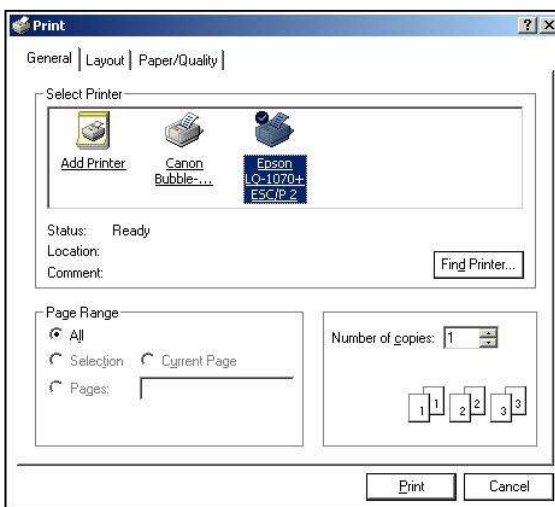 Print
General Layout Paper/Quality
Select Printer
Add Printer
Canon
Bubble-...
Epson
LQ-1070+
ESC/P 2
Status: Ready
Location:
Comment:
Find Printer...
Page Range
All
Selection Current Page
Pages:
Number of copies: 1
1 1 2 2 3 3
Print Cancel